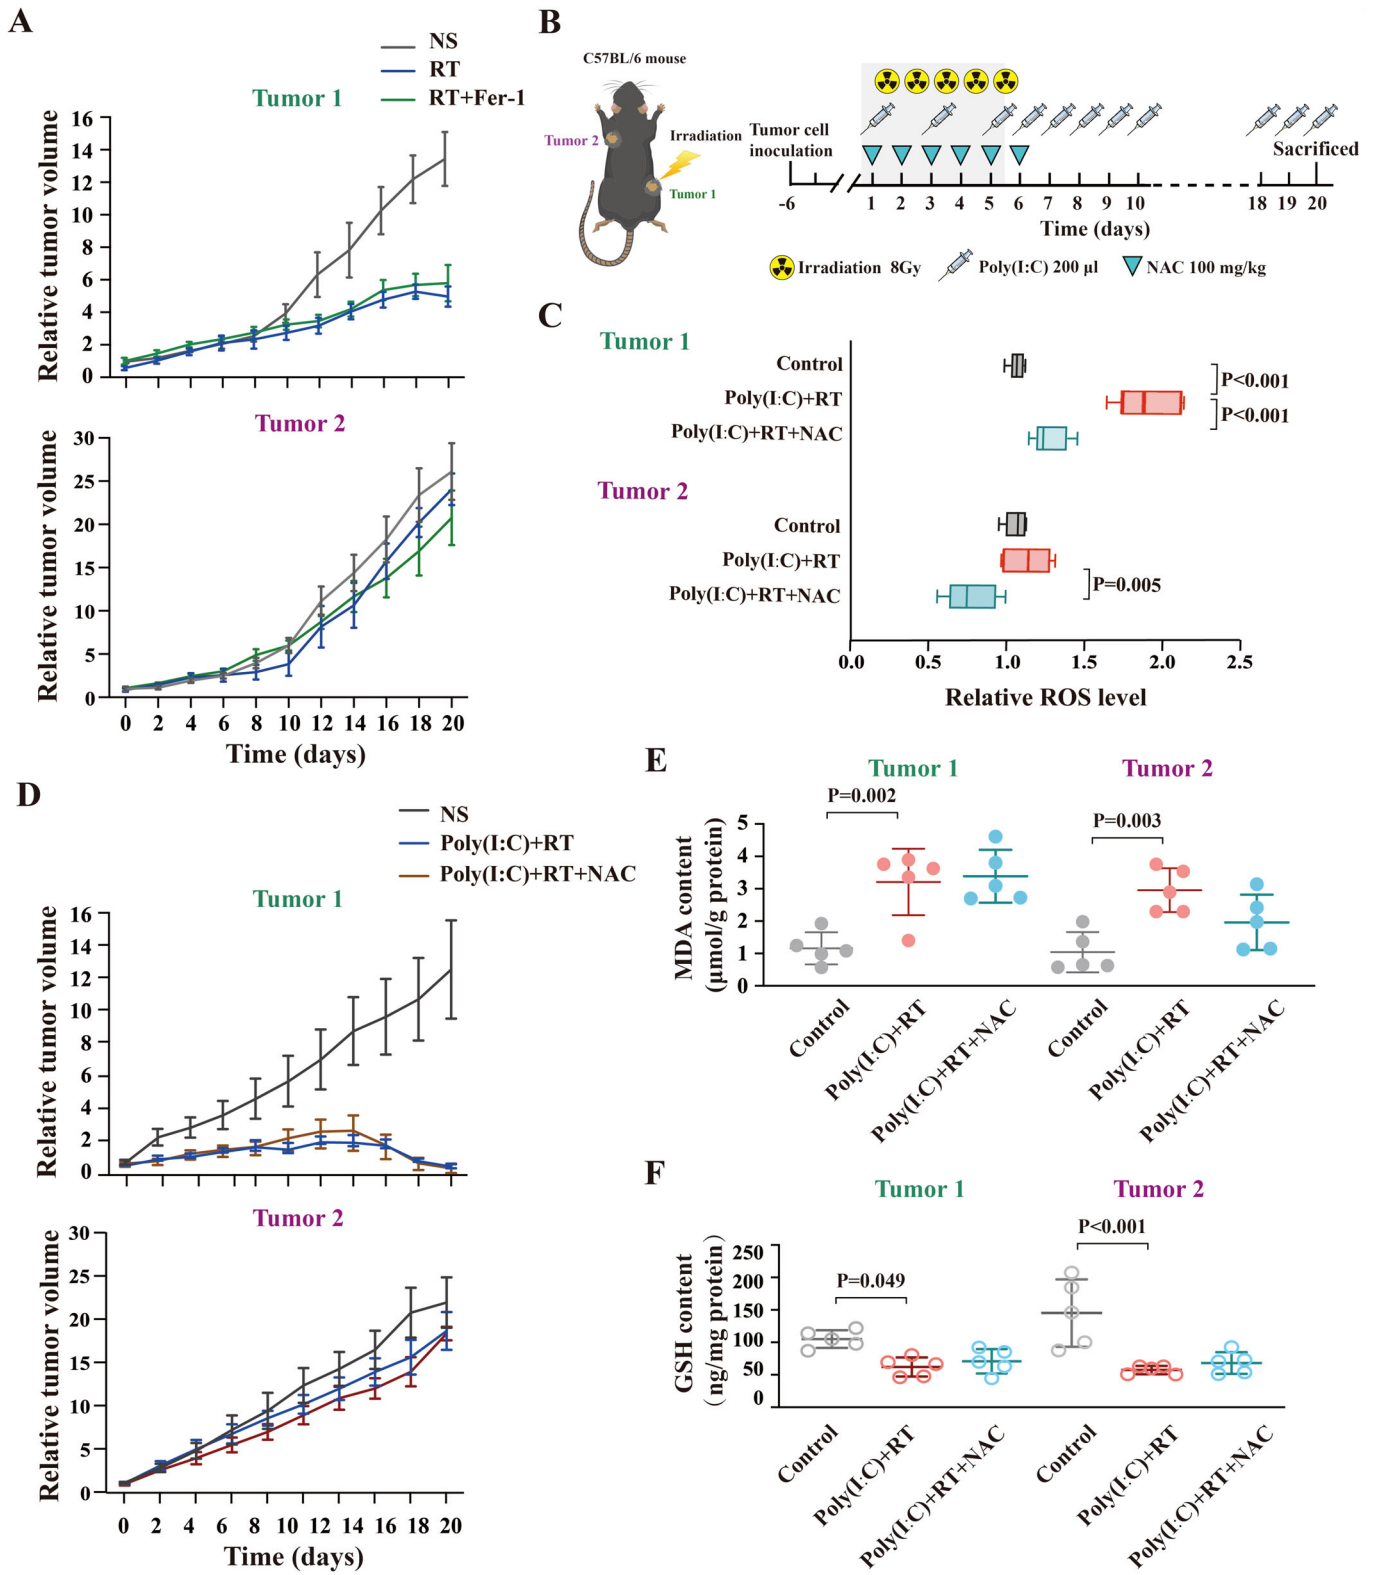 A
NS
RT
RT+Fer-1
Tumor 1
Relative tumor volume
16
14
12
10
8
6
4
2
0
Tumor 2
Relative tumor volume
30
25
20
15
10
5
0
0 2 4 6 8 10 12 14 16 18 20
Time (days)
B
C57BL/6 mouse
Tumor 2
Irradiation
Tumor 1
Tumor cell
inoculation
Sacrificed
-6 1 2 3 4 5 6 7 8 9 10 18 19 20
Time (days)
Irradiation 8Gy
Poly(I:C) 200 μl
NAC 100 mg/kg
C
Tumor 1
Control
Poly(I:C)+RT
Poly(I:C)+RT+NAC
P<0.001
P<0.001
Tumor 2
Control
Poly(I:C)+RT
Poly(I:C)+RT+NAC
P=0.005
0.0 0.5 1.0 1.5 2.0 2.5
Relative ROS level
D
NS
Poly(I:C)+RT
Poly(I:C)+RT+NAC
Tumor 1
Relative tumor volume
16
14
12
10
8
6
4
2
0
Tumor 2
Relative tumor volume
30
25
20
15
10
5
0
0 2 4 6 8 10 12 14 16 18 20
Time (days)
E
Tumor 1
Tumor 2
P=0.002
P=0.003
MDA content
(μmol/g protein)
5
4
3
2
1
0
Control
Poly(I:C)+RT
Poly(I:C)+RT+NAC
Control
Poly(I:C)+RT
Poly(I:C)+RT+NAC
F
Tumor 1
Tumor 2
P=0.049
P<0.001
GSH content
(ng/mg protein)
250
200
150
100
50
0
Control
Poly(I:C)+RT
Poly(I:C)+RT+NAC
Control
Poly(I:C)+RT
Poly(I:C)+RT+NAC